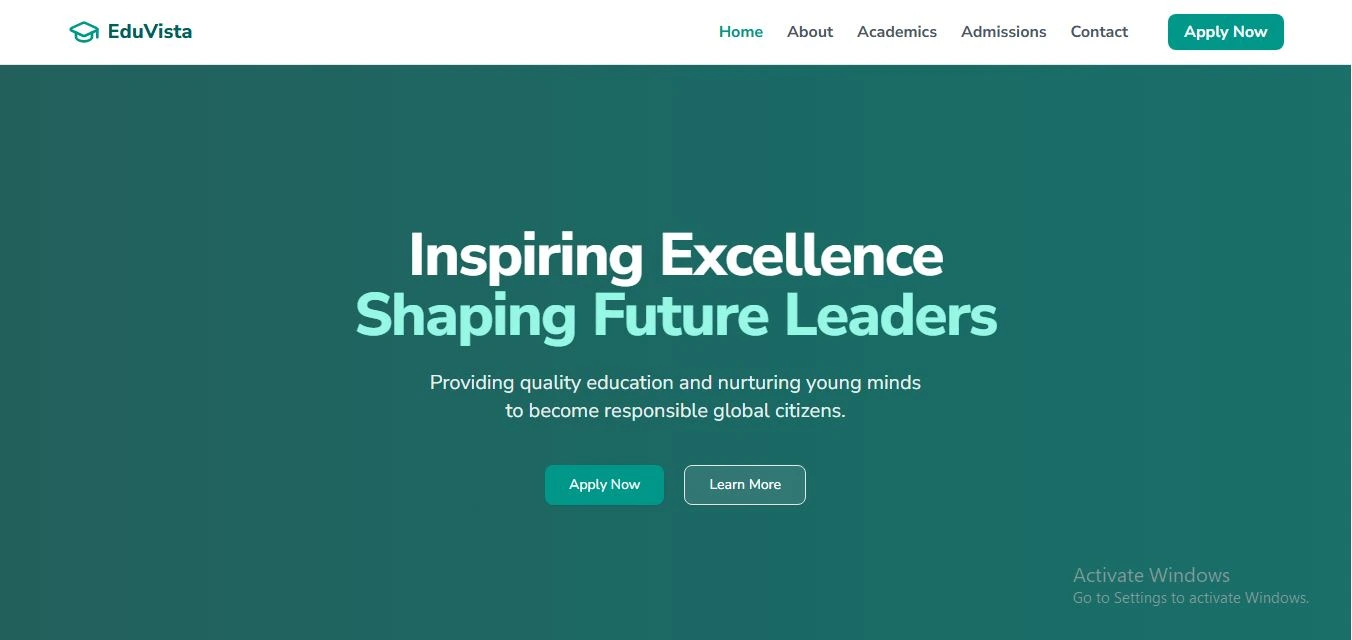 EduVista
Home
About
Academics
Admissions
Contact
Apply Now
Inspiring Excellence
Shaping Future Leaders
Providing quality education and nurturing young minds
to become responsible global citizens.
Apply Now
Learn More
Activate Windows
Go to Settings to activate Windows.